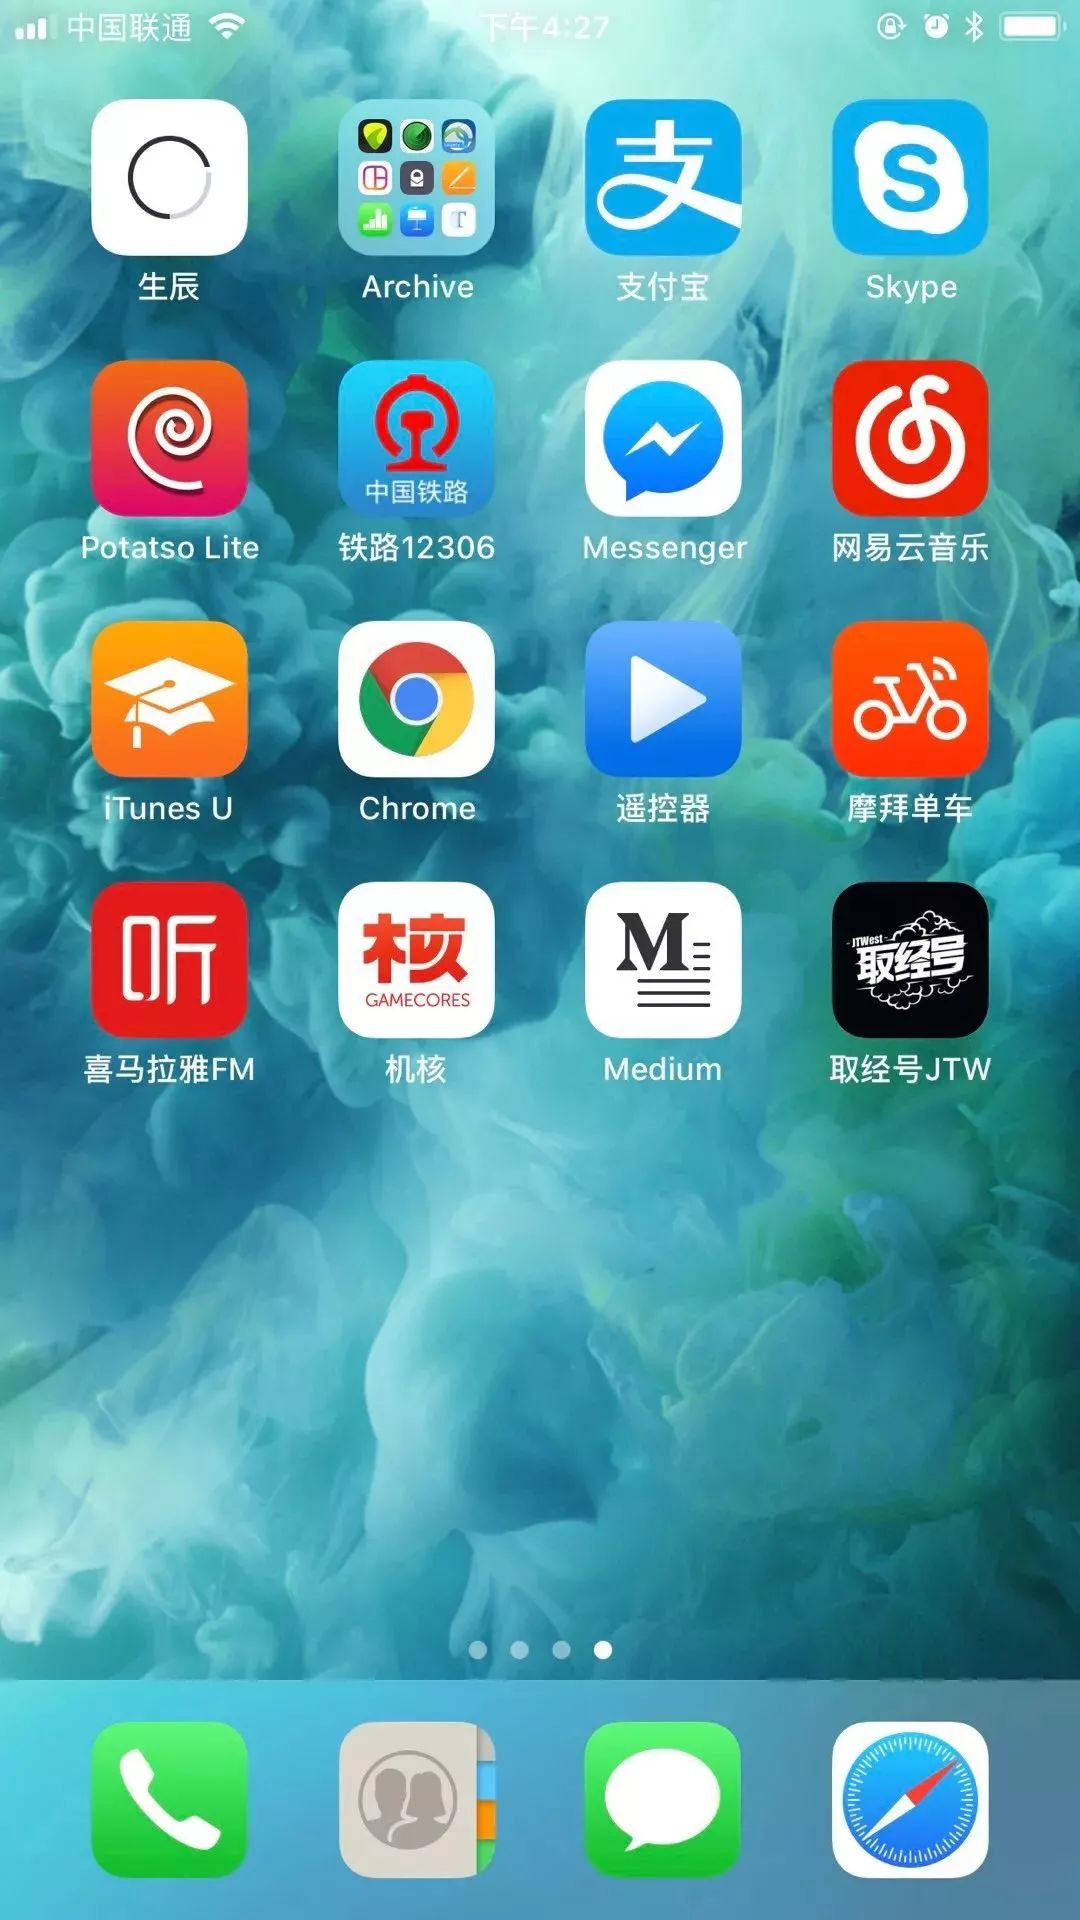 中国联通 下午4:27
生辰 Archive 支付宝 Skype
中国铁路
Potatso Lite 铁路12306 Messenger 网易云音乐
iTunes U Chrome 遥控器 摩拜单车
听 核 GAMECORES M JTWest 取经号
喜马拉雅FM 机核 Medium 取经号JTW